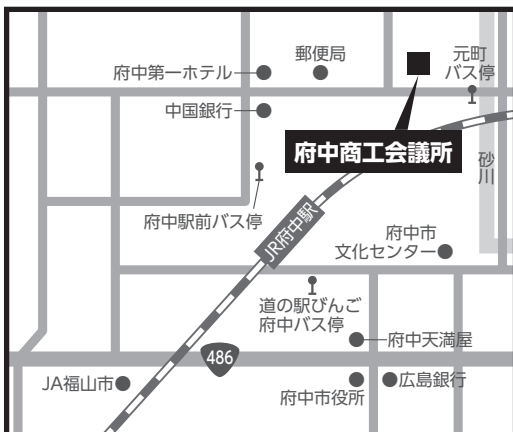 郵便局
元町
バス停
府中第一ホテル
中国銀行
府中商工会議所
砂川
府中駅前バス停
JR府中駅
府中市
文化センター
道の駅びんご
府中バス停
府中天満屋
486
JA福山市
広島銀行
府中市役所